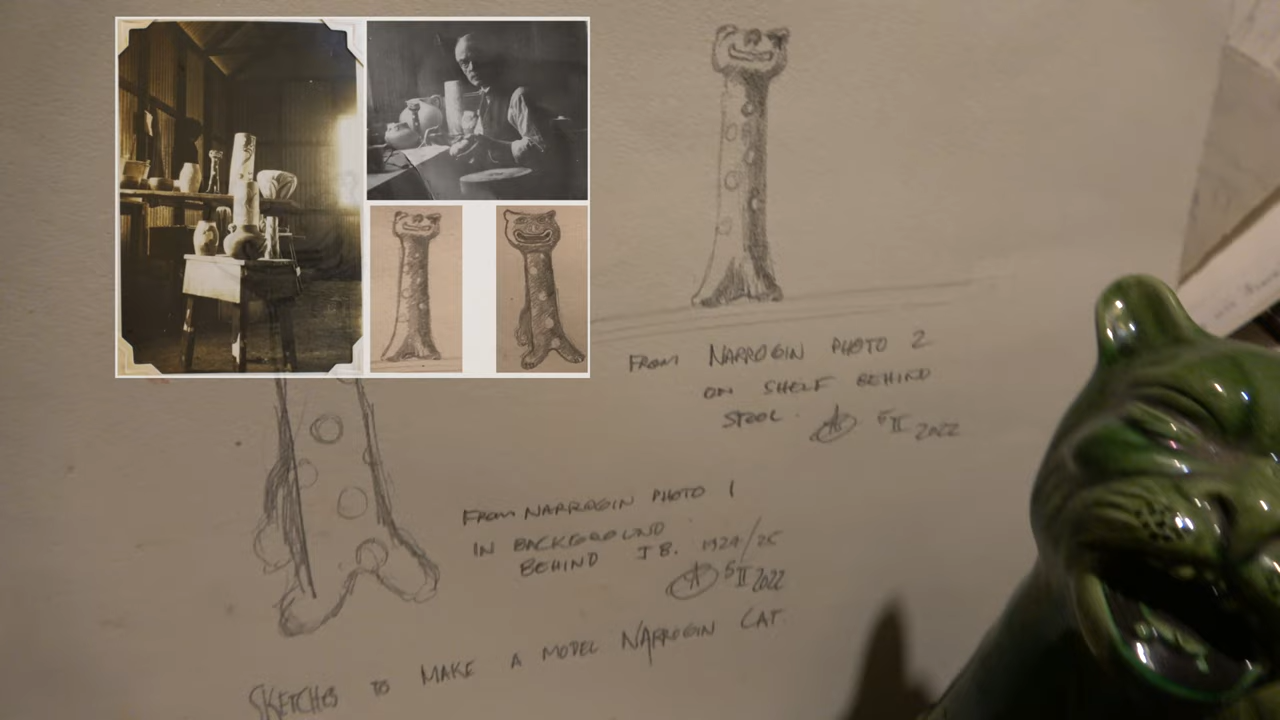 FROM NARROGIN PHOTO 2
ON SHELF BEHIND
STOOL. 5 II 2022
FROM NARROGIN PHOTO 1
IN BACKGROUND
BEHIND J B. 1924/25
5 II 2022
SKETCHES TO MAKE A MODEL NARROGIN CAT.